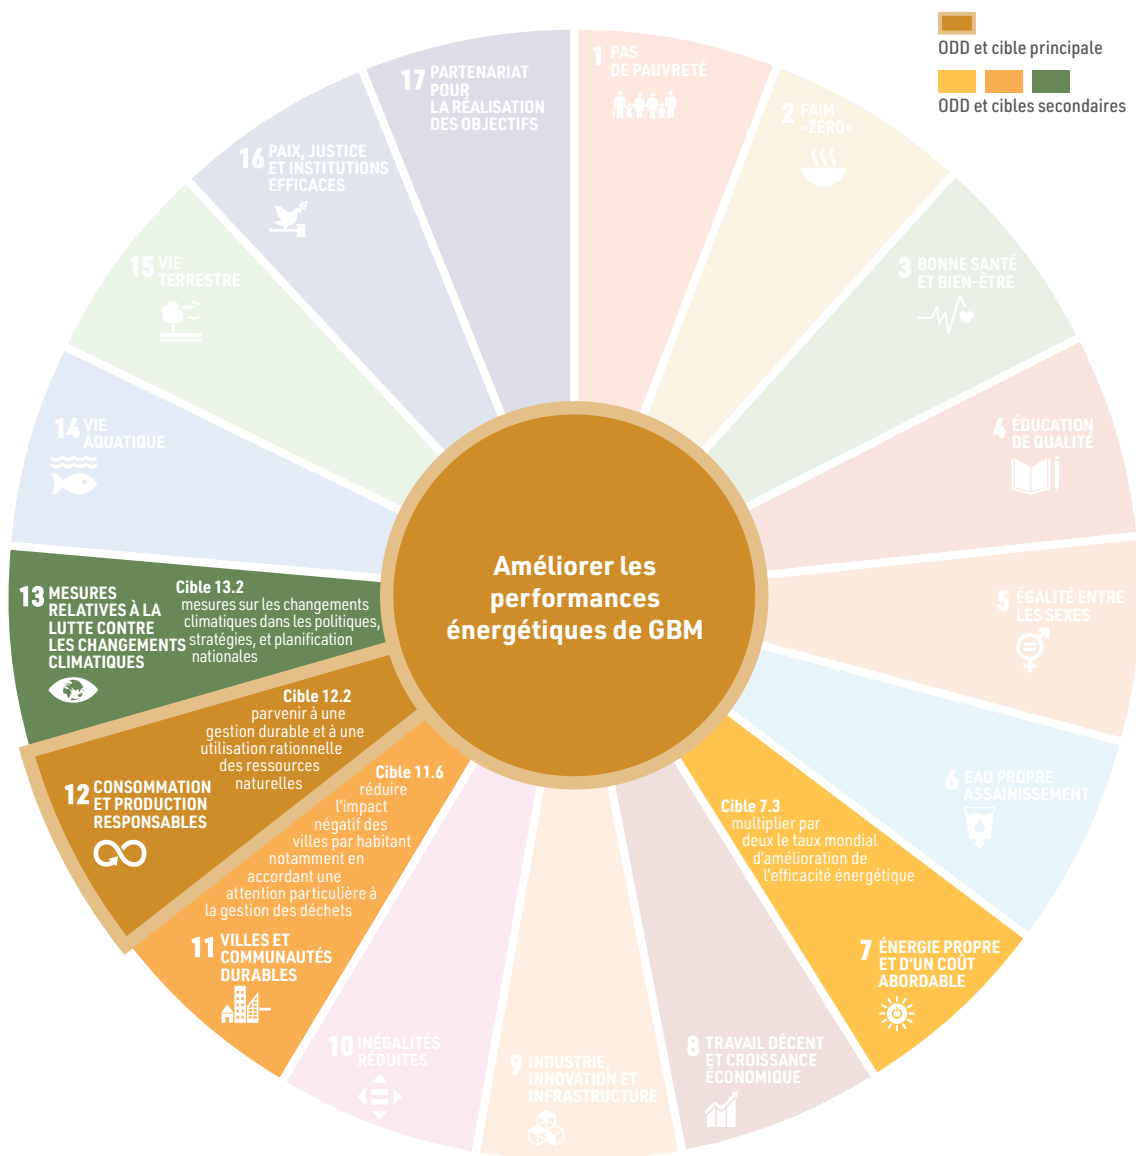 ODD et cible principale
ODD et cibles secondaires
1 PAS
DE PAUVRETÉ
2 FAIM
«ZÉRO»
3 BONNE SANTÉ
ET BIEN-ÊTRE
4 ÉDUCATION
DE QUALITÉ
5 ÉGALITÉ ENTRE
LES SEXES
6 EAU PROPRE
ASSAINISSEMENT
7 ÉNERGIE PROPRE
ET D'UN COÛT
ABORDABLE
Cible 7.3
multiplier par
deux le taux mondial
d'amélioration de
l'efficacité énergétique
8 TRAVAIL DÉCENT
ET CROISSANCE
ÉCONOMIQUE
9 INDUSTRIE,
INNOVATION ET
INFRASTRUCTURE
10 INÉGALITÉS
RÉDUITES
11 VILLES ET
COMMUNAUTÉS
DURABLES
Cible 11.6
réduire
l'impact
négatif des
villes par habitant
notamment en
accordant une
attention particulière à
la gestion des déchets
12 CONSOMMATION
ET PRODUCTION
RESPONSABLES
Cible 12.2
parvenir à une
gestion durable et à une
utilisation rationnelle
des ressources
naturelles
13 MESURES
RELATIVES À LA
LUTTE CONTRE
LES CHANGEMENTS
CLIMATIQUES
Cible 13.2
mesures sur les changements
climatiques dans les politiques,
stratégies, et planification
nationales
14 VIE
AQUATIQUE
15 VIE
TERRESTRE
16 PAIX, JUSTICE
ET INSTITUTIONS
EFFICACES
17 PARTENARIAT
POUR
LA RÉALISATION
DES OBJECTIFS
Améliorer les
performances
énergétiques de GBM